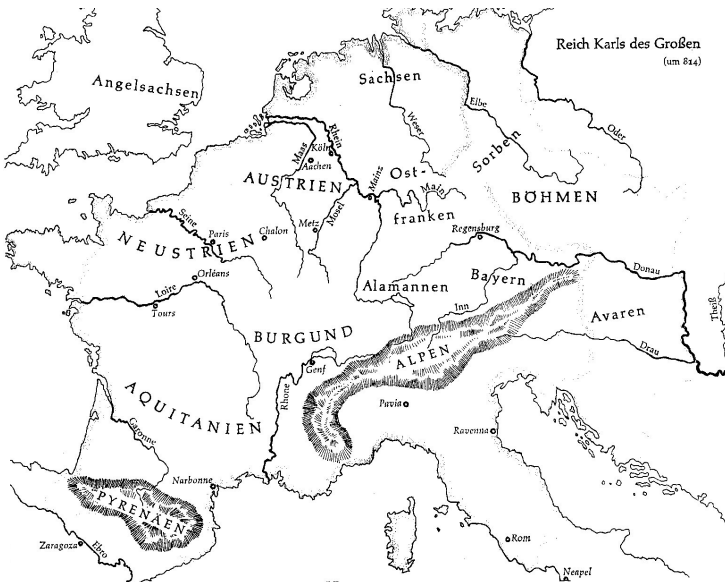 Reich Karls des Großen
(um 814)
Angelsachsen
Sachsen
Elbe
Oder
Weser
Sorben
Rhein
Maas
Köln
Aachen
Ost-
franken
Mainz
Main
BÖHMEN
AUSTRIEN
Seine
Paris
NEUSTRIEN
Chalon
Metz
Mosel
Regensburg
Orléans
Loire
Tours
Alamannen
Bayern
Donau
Inn
Avaren
Theiß
Drau
BURGUND
ALPEN
Genf
Rhone
AQUITANIEN
Garonne
Pavia
Ravenna
Narbonne
PYRENÄEN
Zaragoza
Ebro
Rom
Neapel